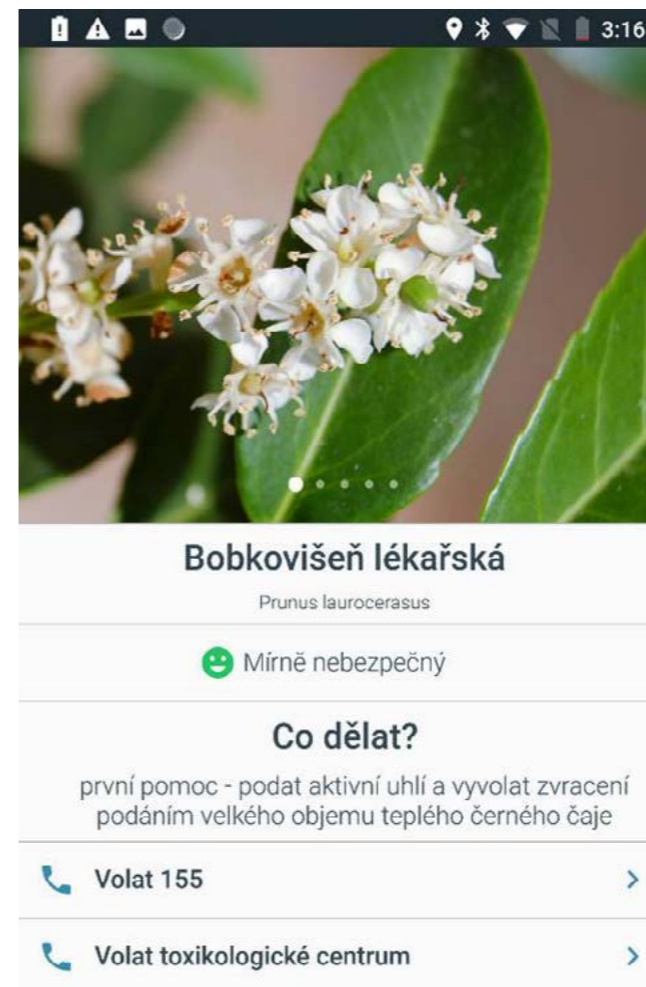 3:16
Bobkovišeň lékařská
Prunus laurocerasus
Mírně nebezpečný
Co dělat?
první pomoc - podat aktivní uhlí a vyvolat zvracení
podáním velkého objemu teplého černého čaje
Volat 155
Volat toxikologické centrum